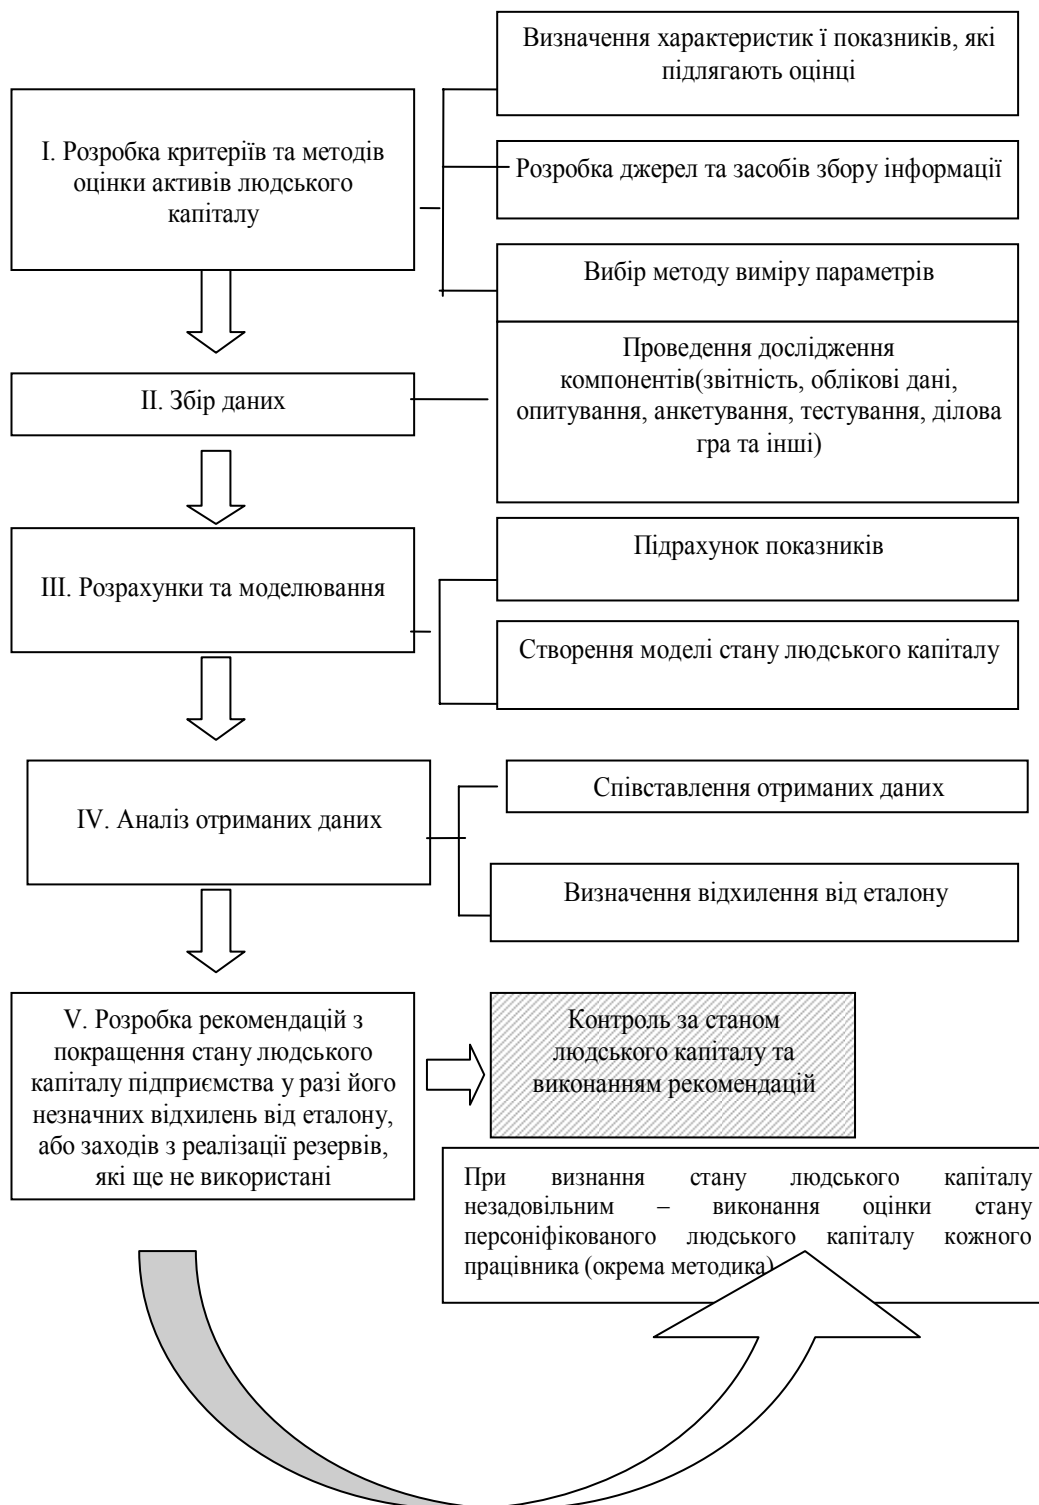 Визначення характеристик ї показників, які
підлягають оцінці
І. Розробка критеріїв та методів
оцінки активів людського
капіталу
Розробка джерел та засобів збору інформації
Вибір методу виміру параметрів
Проведення дослідження
компонентів(звітність, облікові дані,
опитування, анкетування, тестування, ділова
гра та інші)
ІІ. Збір даних
Підрахунок показників
ІІІ. Розрахунки та моделювання
Створення моделі стану людського капіталу
Співставлення отриманих даних
IV. Аналіз отриманих даних
Визначення відхилення від еталону
V. Розробка рекомендацій з
покращення стану людського
капіталу підприємства у разі його
незначних відхилень від еталону,
або заходів з реалізації резервів,
які ще не використані
Контроль за станом
людського капіталу та
виконанням рекомендацій
При визнання стану людського капіталу
незадовільним – виконання оцінки стану
персоніфікованого людського капіталу кожного
працівника (окрема методика)